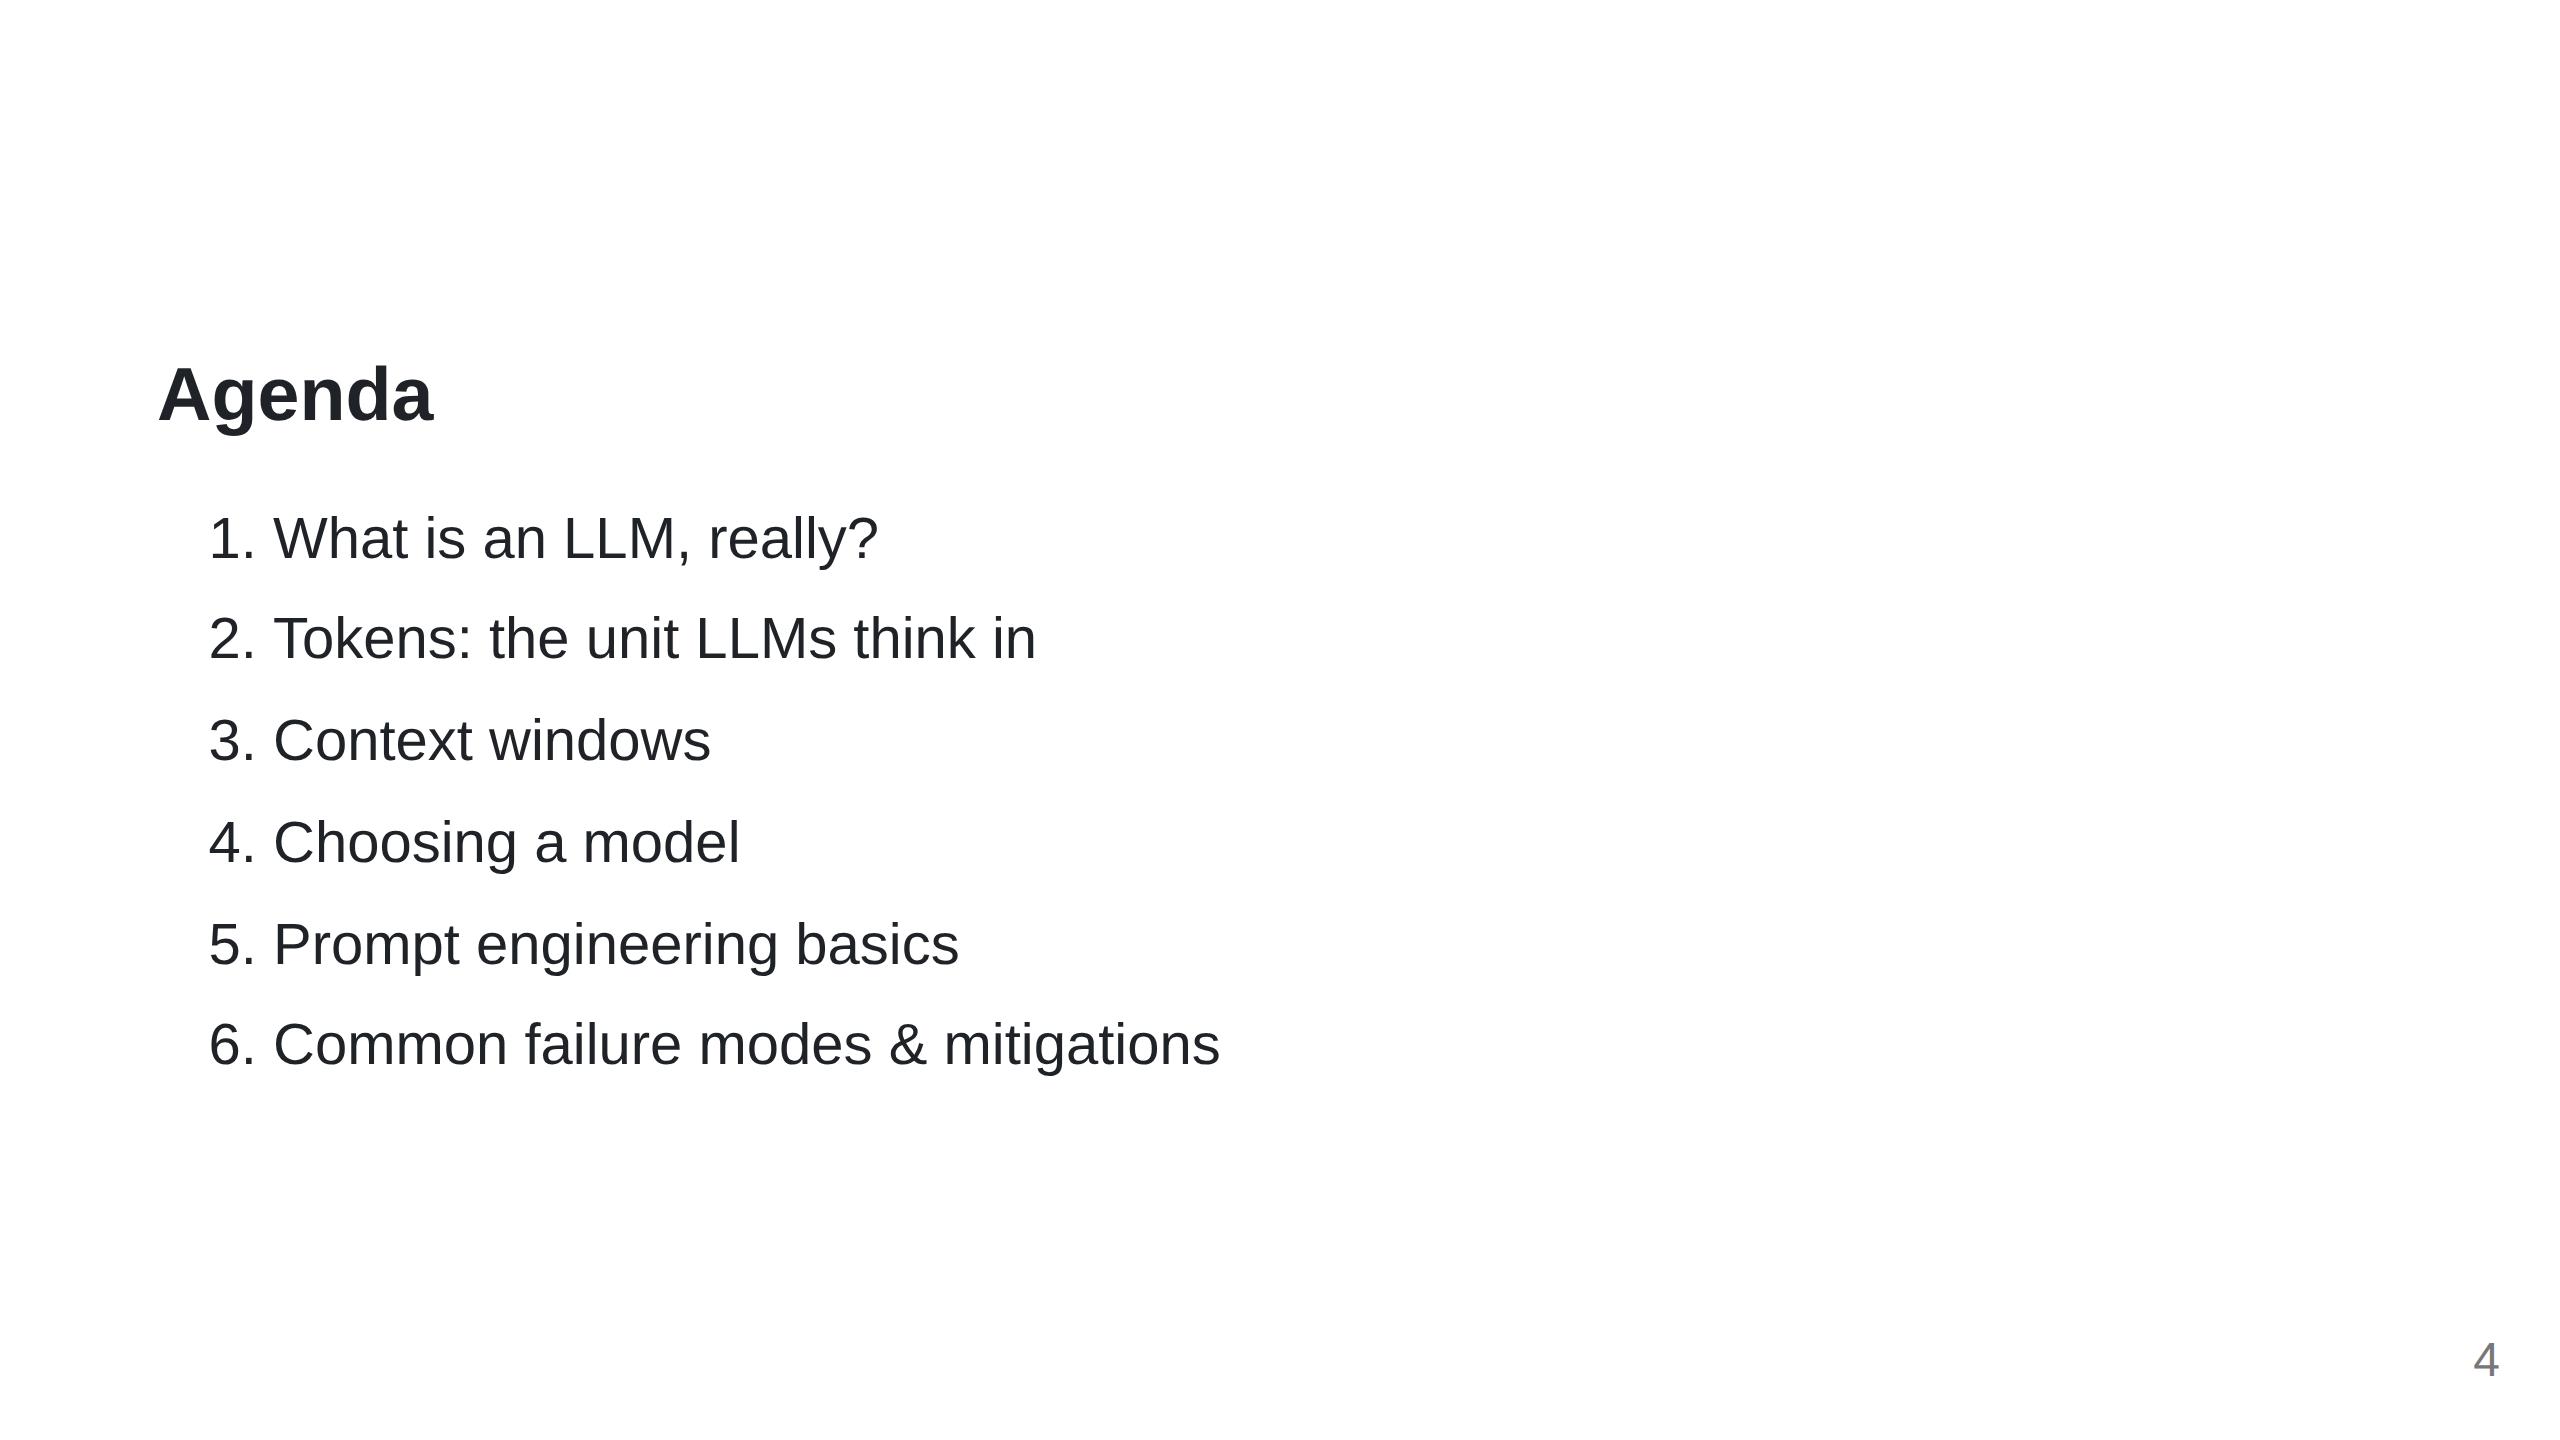 Agenda
1. What is an LLM, really?
2. Tokens: the unit LLMs think in
3. Context windows
4. Choosing a model
5. Prompt engineering basics
6. Common failure modes & mitigations
4